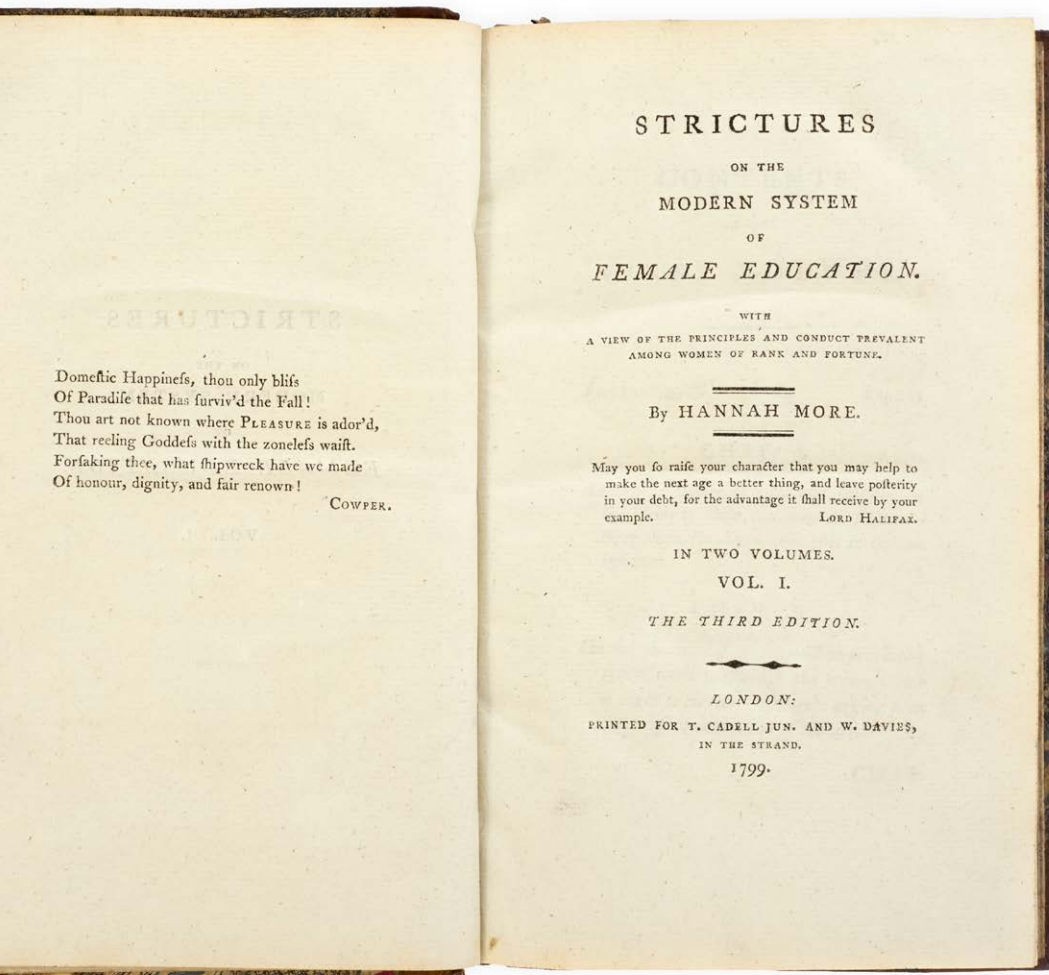 Domeſtic Happineſs, thou only bliſs
Of Paradiſe that has ſurviv'd the Fall!
Thou art not known where PLEASURE is ador'd,
That reeling Goddeſs with the zoneleſs waiſt.
Forſaking thee, what ſhipwreck have we made
Of honour, dignity, and fair renown!
COWPER.
STRICTURES
ON THE
MODERN SYSTEM
OF
FEMALE EDUCATION.
WITH
A VIEW OF THE PRINCIPLES AND CONDUCT PREVALENT
AMONG WOMEN OF RANK AND FORTUNE.
By HANNAH MORE.
May you ſo raiſe your character that you may help to
make the next age a better thing, and leave poſterity
in your debt, for the advantage it ſhall receive by your
example. LORD HALIFAX.
IN TWO VOLUMES.
VOL. I.
THE THIRD EDITION.
LONDON:
PRINTED FOR T. CADELL JUN. AND W. DAVIES,
IN THE STRAND.
1799.